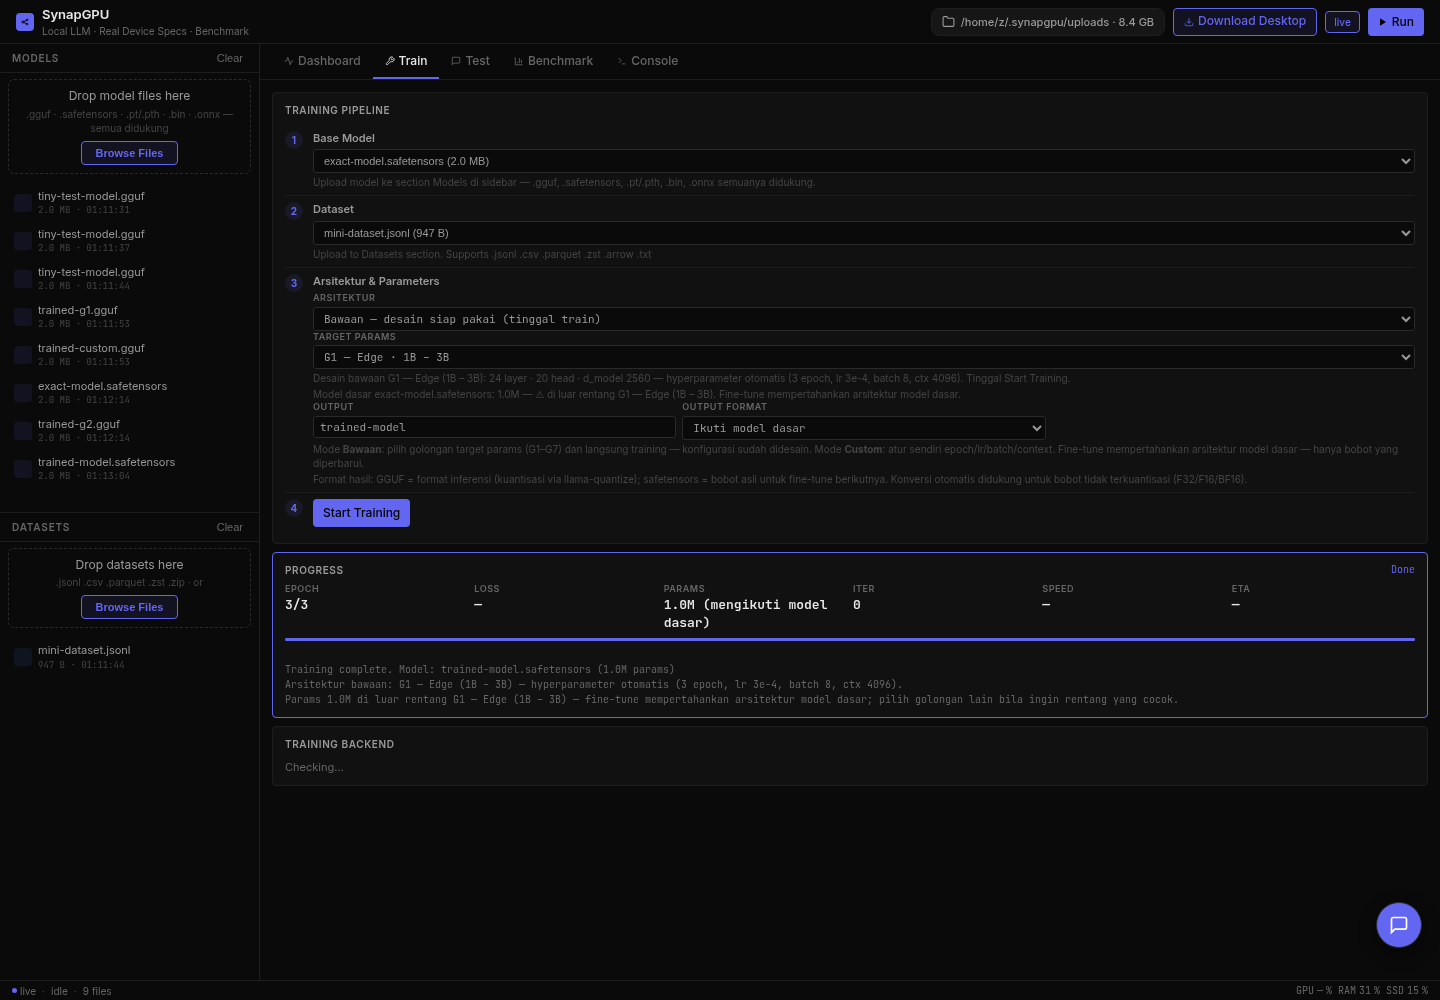 SynapGPU
Local LLM · Real Device Specs · Benchmark
/home/z/.synapgpu/uploads · 8.4 GB
Download Desktop
live
Run
MODELS
Clear
Drop model files here
.gguf · .safetensors · .pt/.pth · .bin · .onnx —
semua didukung
Browse Files
tiny-test-model.gguf
2.0 MB · 01:11:31
tiny-test-model.gguf
2.0 MB · 01:11:37
tiny-test-model.gguf
2.0 MB · 01:11:44
trained-g1.gguf
2.0 MB · 01:11:53
trained-custom.gguf
2.0 MB · 01:11:53
exact-model.safetensors
2.0 MB · 01:12:14
trained-g2.gguf
2.0 MB · 01:12:14
trained-model.safetensors
2.0 MB · 01:13:04
DATASETS
Clear
Drop datasets here
.jsonl .csv .parquet .zst .zip · or
Browse Files
mini-dataset.jsonl
947 B · 01:11:44
Dashboard
Train
Test
Benchmark
Console
TRAINING PIPELINE
1
Base Model
exact-model.safetensors (2.0 MB)
Upload model ke section Models di sidebar — .gguf, .safetensors, .pt/.pth, .bin, .onnx semuanya didukung.
2
Dataset
mini-dataset.jsonl (947 B)
Upload to Datasets section. Supports .jsonl .csv .parquet .zst .arrow .txt
3
Arsitektur & Parameters
ARSITEKTUR
Bawaan — desain siap pakai (tinggal train)
TARGET PARAMS
G1 — Edge · 1B – 3B
Desain bawaan G1 — Edge (1B – 3B): 24 layer · 20 head · d_model 2560 — hyperparameter otomatis (3 epoch, lr 3e-4, batch 8, ctx 4096). Tinggal Start Training.
Model dasar exact-model.safetensors: 1.0M — ⚠ di luar rentang G1 — Edge (1B – 3B). Fine-tune mempertahankan arsitektur model dasar.
OUTPUT
OUTPUT FORMAT
trained-model
Ikuti model dasar
Mode Bawaan: pilih golongan target params (G1–G7) dan langsung training — konfigurasi sudah didesain. Mode Custom: atur sendiri epoch/lr/batch/context. Fine-tune mempertahankan arsitektur model dasar — hanya bobot yang
diperbarui.
Format hasil: GGUF = format inferensi (kuantisasi via llama-quantize); safetensors = bobot asli untuk fine-tune berikutnya. Konversi otomatis didukung untuk bobot tidak terkuantisasi (F32/F16/BF16).
4
Start Training
PROGRESS
Done
EPOCH
LOSS
PARAMS
ITER
SPEED
ETA
3/3
—
1.0M (mengikuti model
dasar)
0
—
—
Training complete. Model: trained-model.safetensors (1.0M params)
Arsitektur bawaan: G1 — Edge (1B – 3B) — hyperparameter otomatis (3 epoch, lr 3e-4, batch 8, ctx 4096).
Params 1.0M di luar rentang G1 — Edge (1B – 3B) — fine-tune mempertahankan arsitektur model dasar; pilih golongan lain bila ingin rentang yang cocok.
TRAINING BACKEND
Checking...
live · idle · 9 files
GPU — % RAM 31 % SSD 15 %